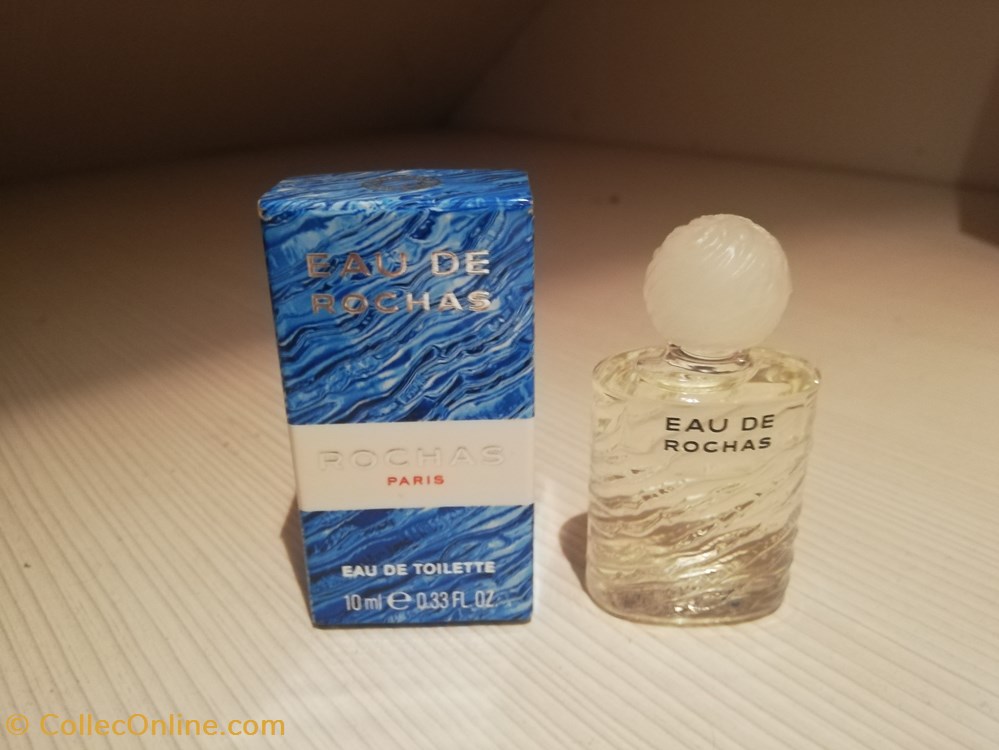 EAU DE
ROCHAS
ROCHAS
PARIS
EAU DE TOILETTE
10 ml ℮ 0.33 FL. OZ.
EAU DE
ROCHAS
© CollecOnline.com